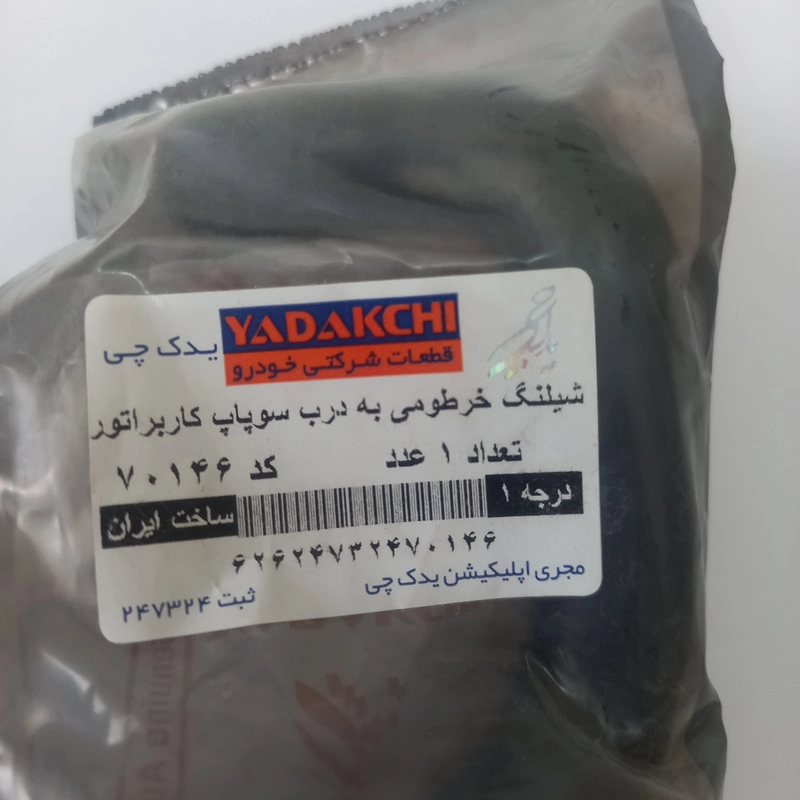 یدک چی YADAKCHI
قطعات شرکتی خودرو
شیلنگ خرطومی به درب سوپاپ کاربراتور
تعداد ۱ عدد کد ۷۰۱۴۶
درجه ۱ ساخت ایران
۶۲۶۲۴۷۳۲۴۷۰۱۴۶
مجری اپلیکیشن یدک چی ثبت ۲۴۷۳۲۴
Genuine